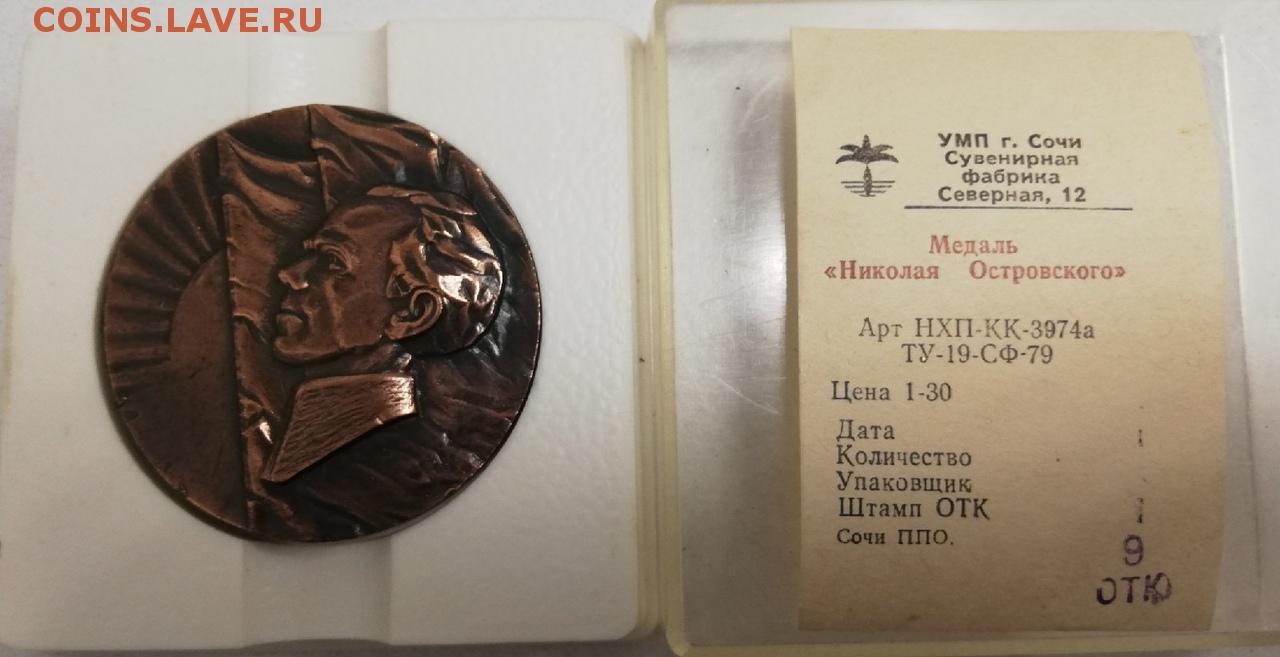 COINS.LAVE.RU
УМП г. Сочи
Сувенирная
фабрика
Северная, 12
Медаль
«Николая Островского»
Арт НХП-КК-3974а
ТУ-19-СФ-79
Цена 1-30
Дата
Количество
Упаковщик
Штамп ОТК
Сочи ППО.
9
ОТК